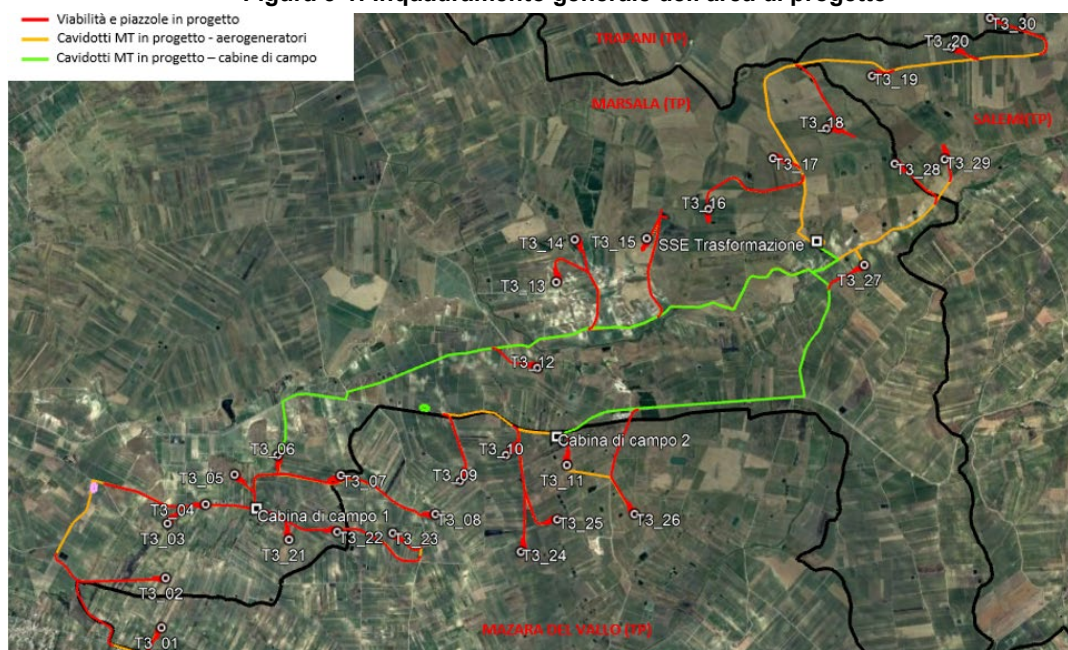 Figura 3-1: Inquadramento generale dell'area di progetto
Viabilità e piazzole in progetto
Cavidotti MT in progetto - aerogeneratori
Cavidotti MT in progetto – cabine di campo
TRAPANI (TP)
MARSALA (TP)
SALEMI(TP)
T3_30
T3_20
T3_19
T3_18
T3_17
T3_28
T3_29
T3_16
T3_14
T3_15
SSE Trasformazione
T3_13
T3_27
T3_12
T3_06
T3_10
Cabina di campo 2
T3_05
T3_07
T3_09
T3_11
T3_04
Cabina di campo 1
T3_08
T3_25
T3_26
T3_03
T3_21
T3_22
T3_23
T3_24
T3_02
T3_01
MAZARA DEL VALLO (TP)